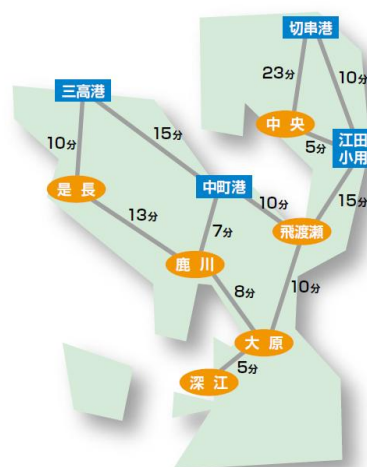 切串港
23分
10分
三高港
中央
5分
江田
小用
10分
15分
中町港
10分
15分
是長
飛渡瀬
13分
7分
鹿川
10分
8分
大原
5分
深江